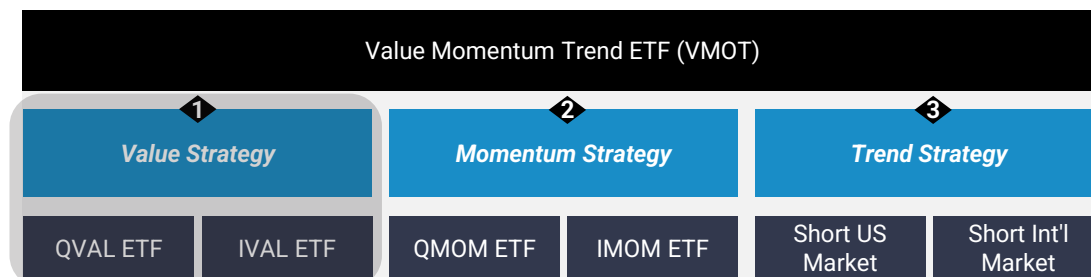 Value Momentum Trend ETF (VMOT)
1
2
3
Value Strategy
Momentum Strategy
Trend Strategy
QVAL ETF
IVAL ETF
QMOM ETF
IMOM ETF
Short US
Market
Short Int'l
Market